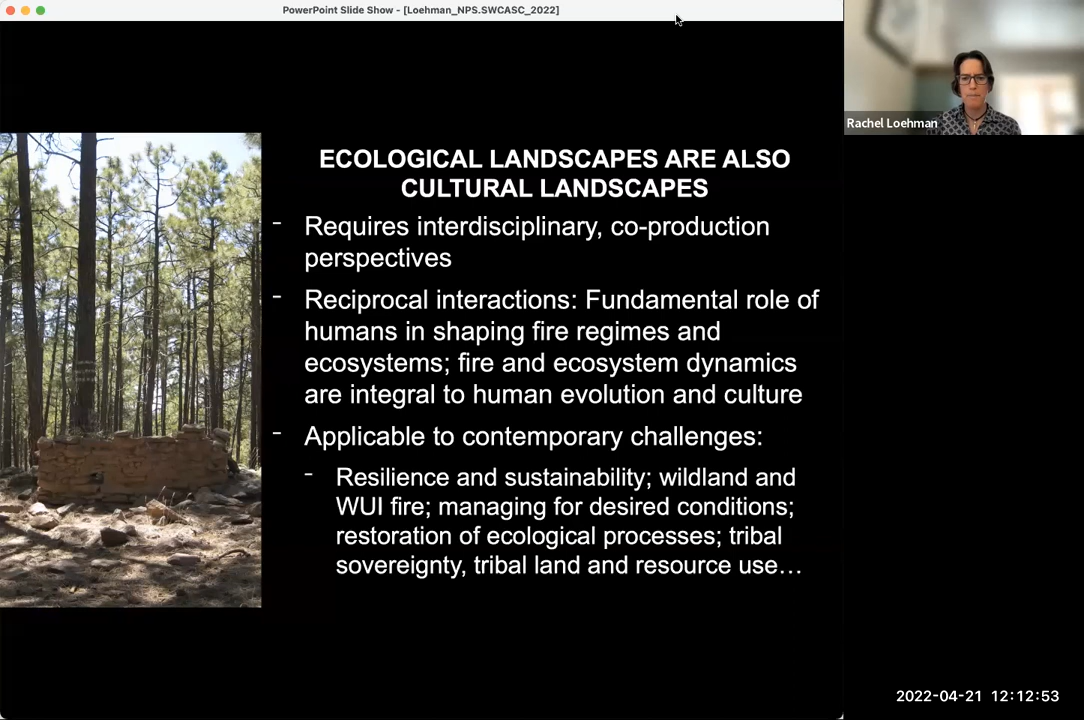 PowerPoint Slide Show - [Loehman_NPS.SWCASC_2022]
Rachel Loehman
ECOLOGICAL LANDSCAPES ARE ALSO
CULTURAL LANDSCAPES
- Requires interdisciplinary, co-production
perspectives
- Reciprocal interactions: Fundamental role of
humans in shaping fire regimes and
ecosystems; fire and ecosystem dynamics
are integral to human evolution and culture
- Applicable to contemporary challenges:
- Resilience and sustainability; wildland and
WUI fire; managing for desired conditions;
restoration of ecological processes; tribal
sovereignty, tribal land and resource use…
2022-04-21 12:12:53